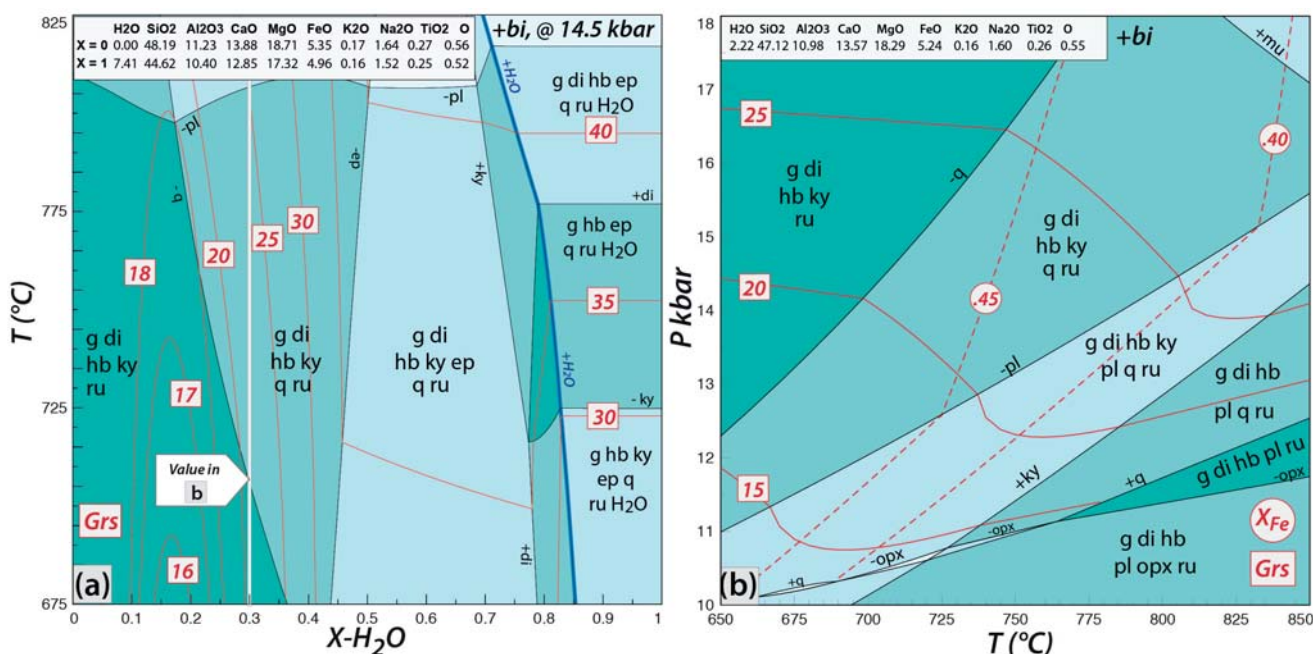 H2O SiO2 Al2O3 CaO MgO FeO K2O Na2O TiO2 O
X = 0 0.00 48.19 11.23 13.88 18.71 5.35 0.17 1.64 0.27 0.56
X = 1 7.41 44.62 10.40 12.85 17.32 4.96 0.16 1.52 0.25 0.52
+bi, @ 14.5 kbar
+H₂O
g di hb ep
q ru H₂O
-pl
-pl
40
-q
-ep
+ky
+di
775
825
g hb ep
q ru H₂O
18
20
25
30
35
T (°C)
g di
hb ky
ru
g di
hb ky
q ru
g di
hb ky ep
q ru
+H₂O
17
725
- ky
30
Value in
b
g hb ky
ep q
ru H₂O
Grs
16
+di
(a)
675
0 0.1 0.2 0.3 0.4 0.5 0.6 0.7 0.8 0.9 1
X-H₂O
H2O SiO2 Al2O3 CaO MgO FeO K2O Na2O TiO2 O
2.22 47.12 10.98 13.57 18.29 5.24 0.16 1.60 0.26 0.55
+bi
+mu
18
17
16
15
14
13
12
11
10
P kbar
25
.40
g di
hb ky
ru
-q
g di
hb ky
q ru
20
.45
-pl
g di hb ky
pl q ru
g di hb
pl q ru
15
+ky
+q
g di hb pl ru
-opx
-opx
-opx
+q
g di hb
pl opx ru
XFe
Grs
(b)
650 675 700 725 750 775 800 825 850
T (°C)